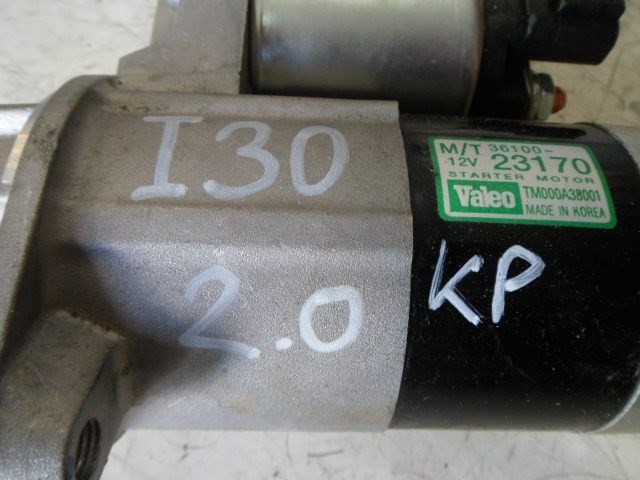 I30
2.0
M/T 36100-
12V 23170
STARTER MOTOR
Valeo TM000A38001
MADE IN KOREA
KP